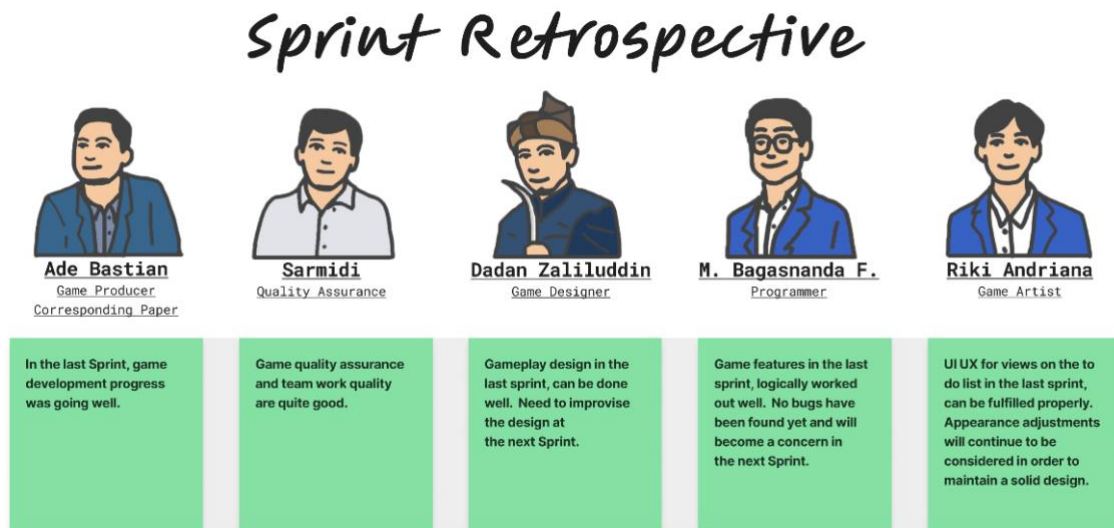 Sprint Retrospective
Ade Bastian
Game Producer
Corresponding Paper
Sarmidi
Quality Assurance
Dadan Zaliluddin
Game Designer
M. Bagasnanda F.
Programmer
Riki Andriana
Game Artist
In the last Sprint, game
development progress
was going well.
Game quality assurance
and team work quality
are quite good.
Gameplay design in the
last sprint, can be done
well. Need to improvise
the design at
the next Sprint.
Game features in the last
sprint, logically worked
out well. No bugs have
been found yet and will
become a concern in
the next Sprint.
UI UX for views on the to
do list in the last sprint,
can be fulfilled properly.
Appearance adjustments
will continue to be
considered in order to
maintain a solid design.